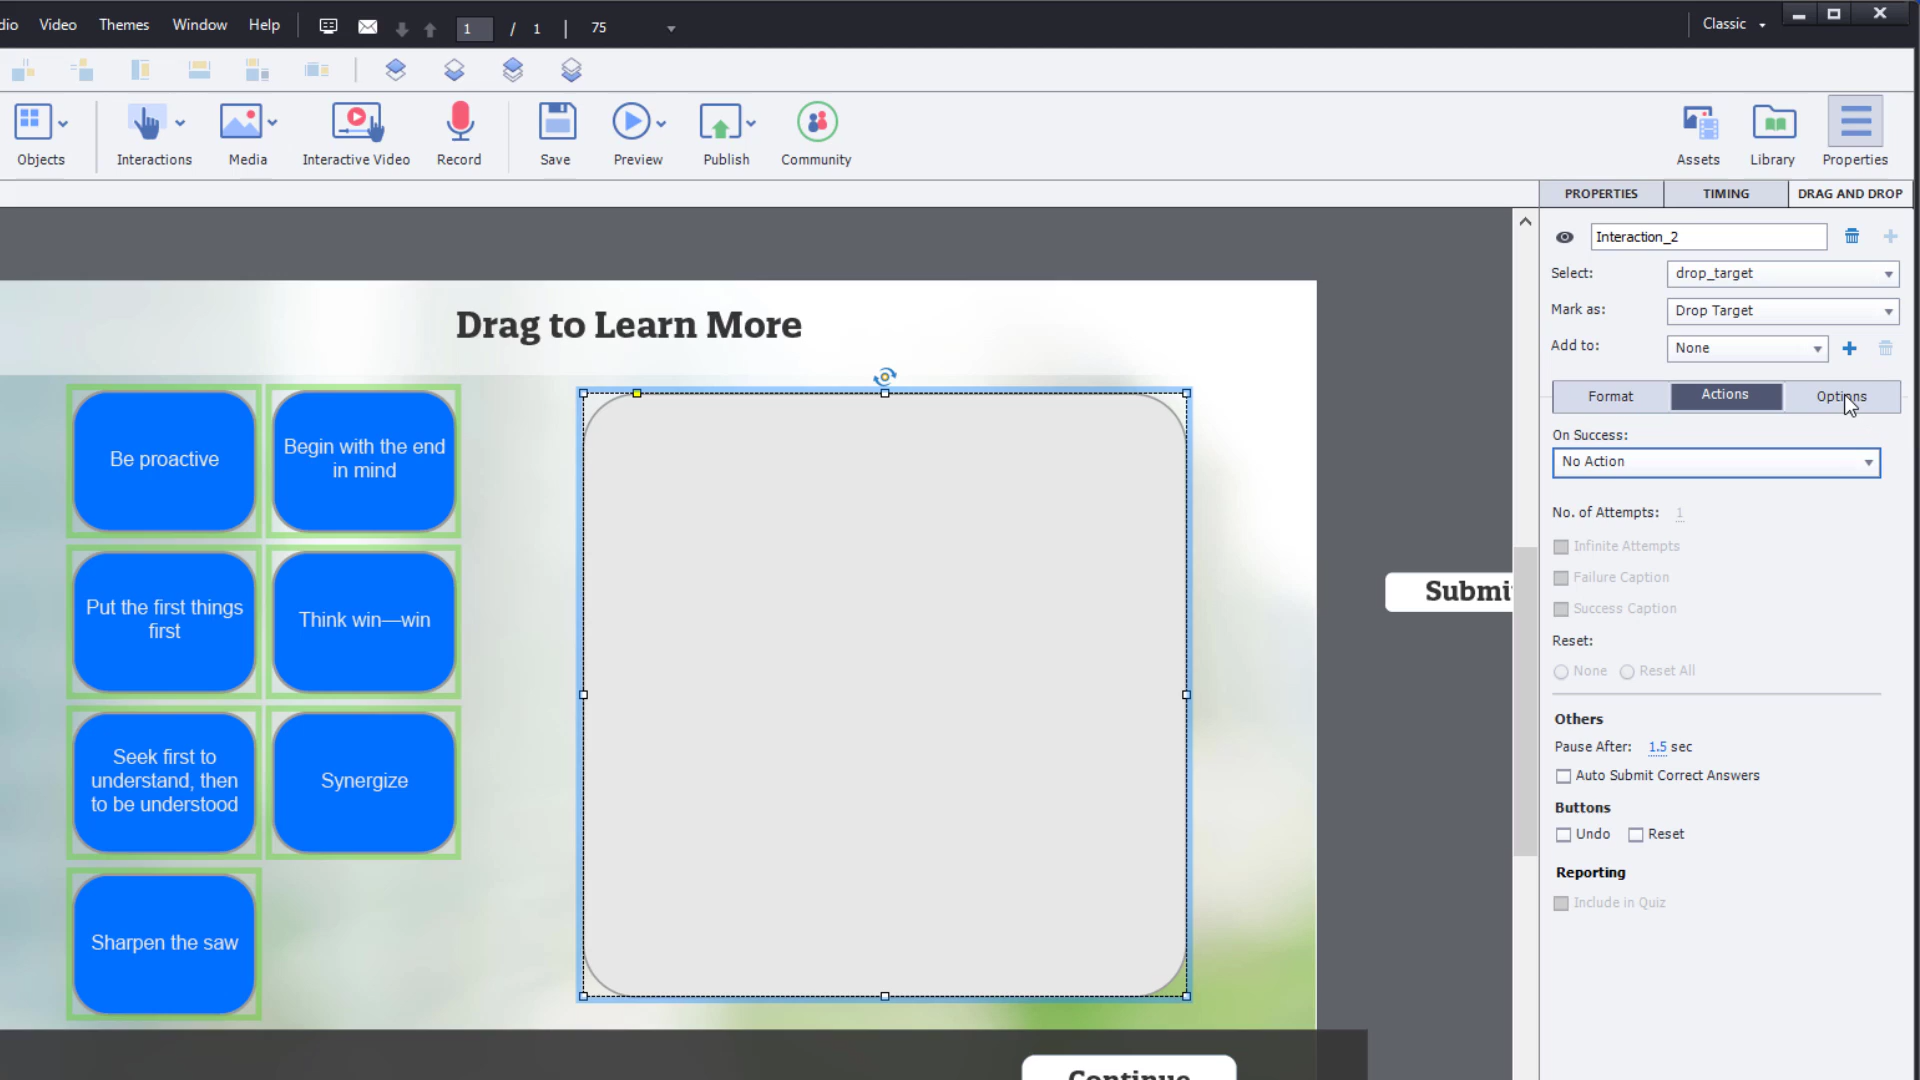 dio Video Themes Window Help 1 / 1 75 Classic
Objects Interactions Media Interactive Video Record Save Preview Publish Community Assets Library Properties
PROPERTIES TIMING DRAG AND DROP
Interaction_2
Select: drop_target
Mark as: Drop Target
Add to: None
Format Actions Options
On Success:
No Action
No. of Attempts: 1
Infinite Attempts
Failure Caption
Success Caption
Reset:
None Reset All
Others
Pause After: 1.5 sec
Auto Submit Correct Answers
Buttons
Undo Reset
Reporting
Include in Quiz
Drag to Learn More
Be proactive
Begin with the end
in mind
Put the first things
first
Think win—win
Seek first to
understand, then
to be understood
Synergize
Sharpen the saw
Submi
Continue